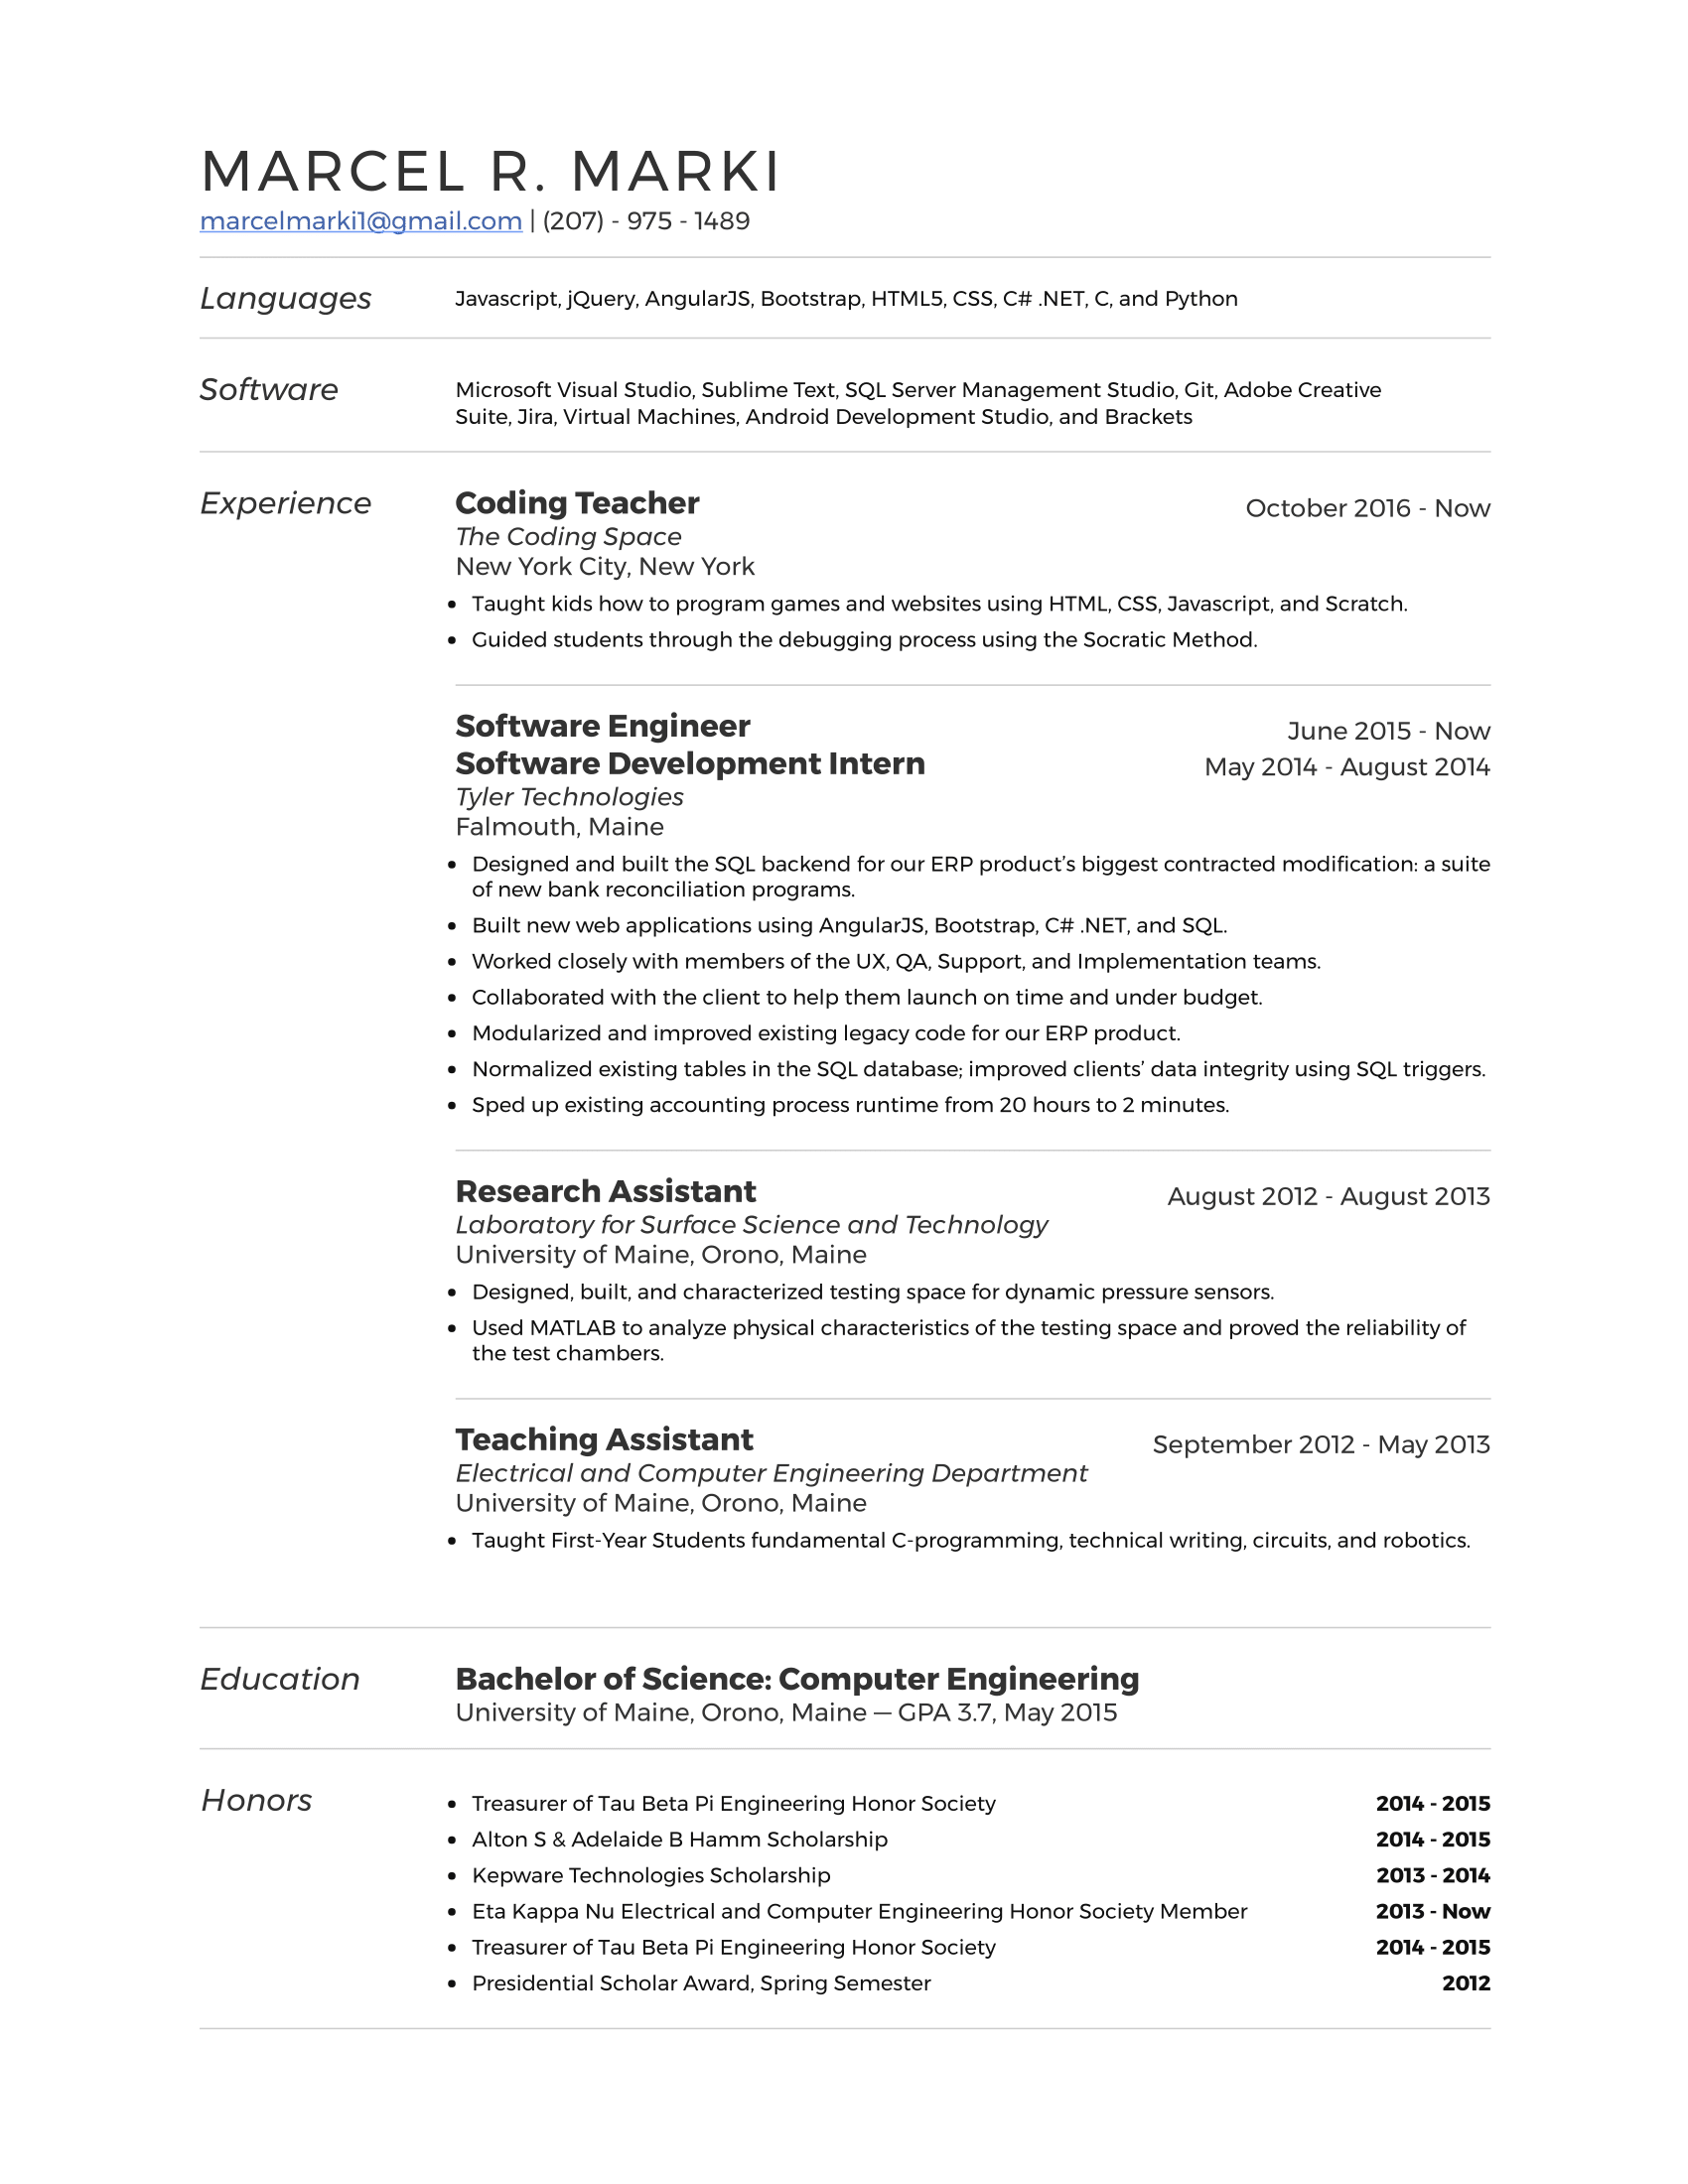 MARCEL R. MARKI
marcelmarki1@gmail.com | (207) - 975 - 1489
Languages
Javascript, jQuery, AngularJS, Bootstrap, HTML5, CSS, C# .NET, C, and Python
Software
Microsoft Visual Studio, Sublime Text, SQL Server Management Studio, Git, Adobe Creative
Suite, Jira, Virtual Machines, Android Development Studio, and Brackets
Experience
Coding Teacher October 2016 - Now
The Coding Space
New York City, New York
• Taught kids how to program games and websites using HTML, CSS, Javascript, and Scratch.
• Guided students through the debugging process using the Socratic Method.
Software Engineer June 2015 - Now
Software Development Intern May 2014 - August 2014
Tyler Technologies
Falmouth, Maine
• Designed and built the SQL backend for our ERP product’s biggest contracted modification: a suite
of new bank reconciliation programs.
• Built new web applications using AngularJS, Bootstrap, C# .NET, and SQL.
• Worked closely with members of the UX, QA, Support, and Implementation teams.
• Collaborated with the client to help them launch on time and under budget.
• Modularized and improved existing legacy code for our ERP product.
• Normalized existing tables in the SQL database; improved clients’ data integrity using SQL triggers.
• Sped up existing accounting process runtime from 20 hours to 2 minutes.
Research Assistant August 2012 - August 2013
Laboratory for Surface Science and Technology
University of Maine, Orono, Maine
• Designed, built, and characterized testing space for dynamic pressure sensors.
• Used MATLAB to analyze physical characteristics of the testing space and proved the reliability of
the test chambers.
Teaching Assistant September 2012 - May 2013
Electrical and Computer Engineering Department
University of Maine, Orono, Maine
• Taught First-Year Students fundamental C-programming, technical writing, circuits, and robotics.
Education
Bachelor of Science: Computer Engineering
University of Maine, Orono, Maine — GPA 3.7, May 2015
Honors
• Treasurer of Tau Beta Pi Engineering Honor Society 2014 - 2015
• Alton S & Adelaide B Hamm Scholarship 2014 - 2015
• Kepware Technologies Scholarship 2013 - 2014
• Eta Kappa Nu Electrical and Computer Engineering Honor Society Member 2013 - Now
• Treasurer of Tau Beta Pi Engineering Honor Society 2014 - 2015
• Presidential Scholar Award, Spring Semester 2012